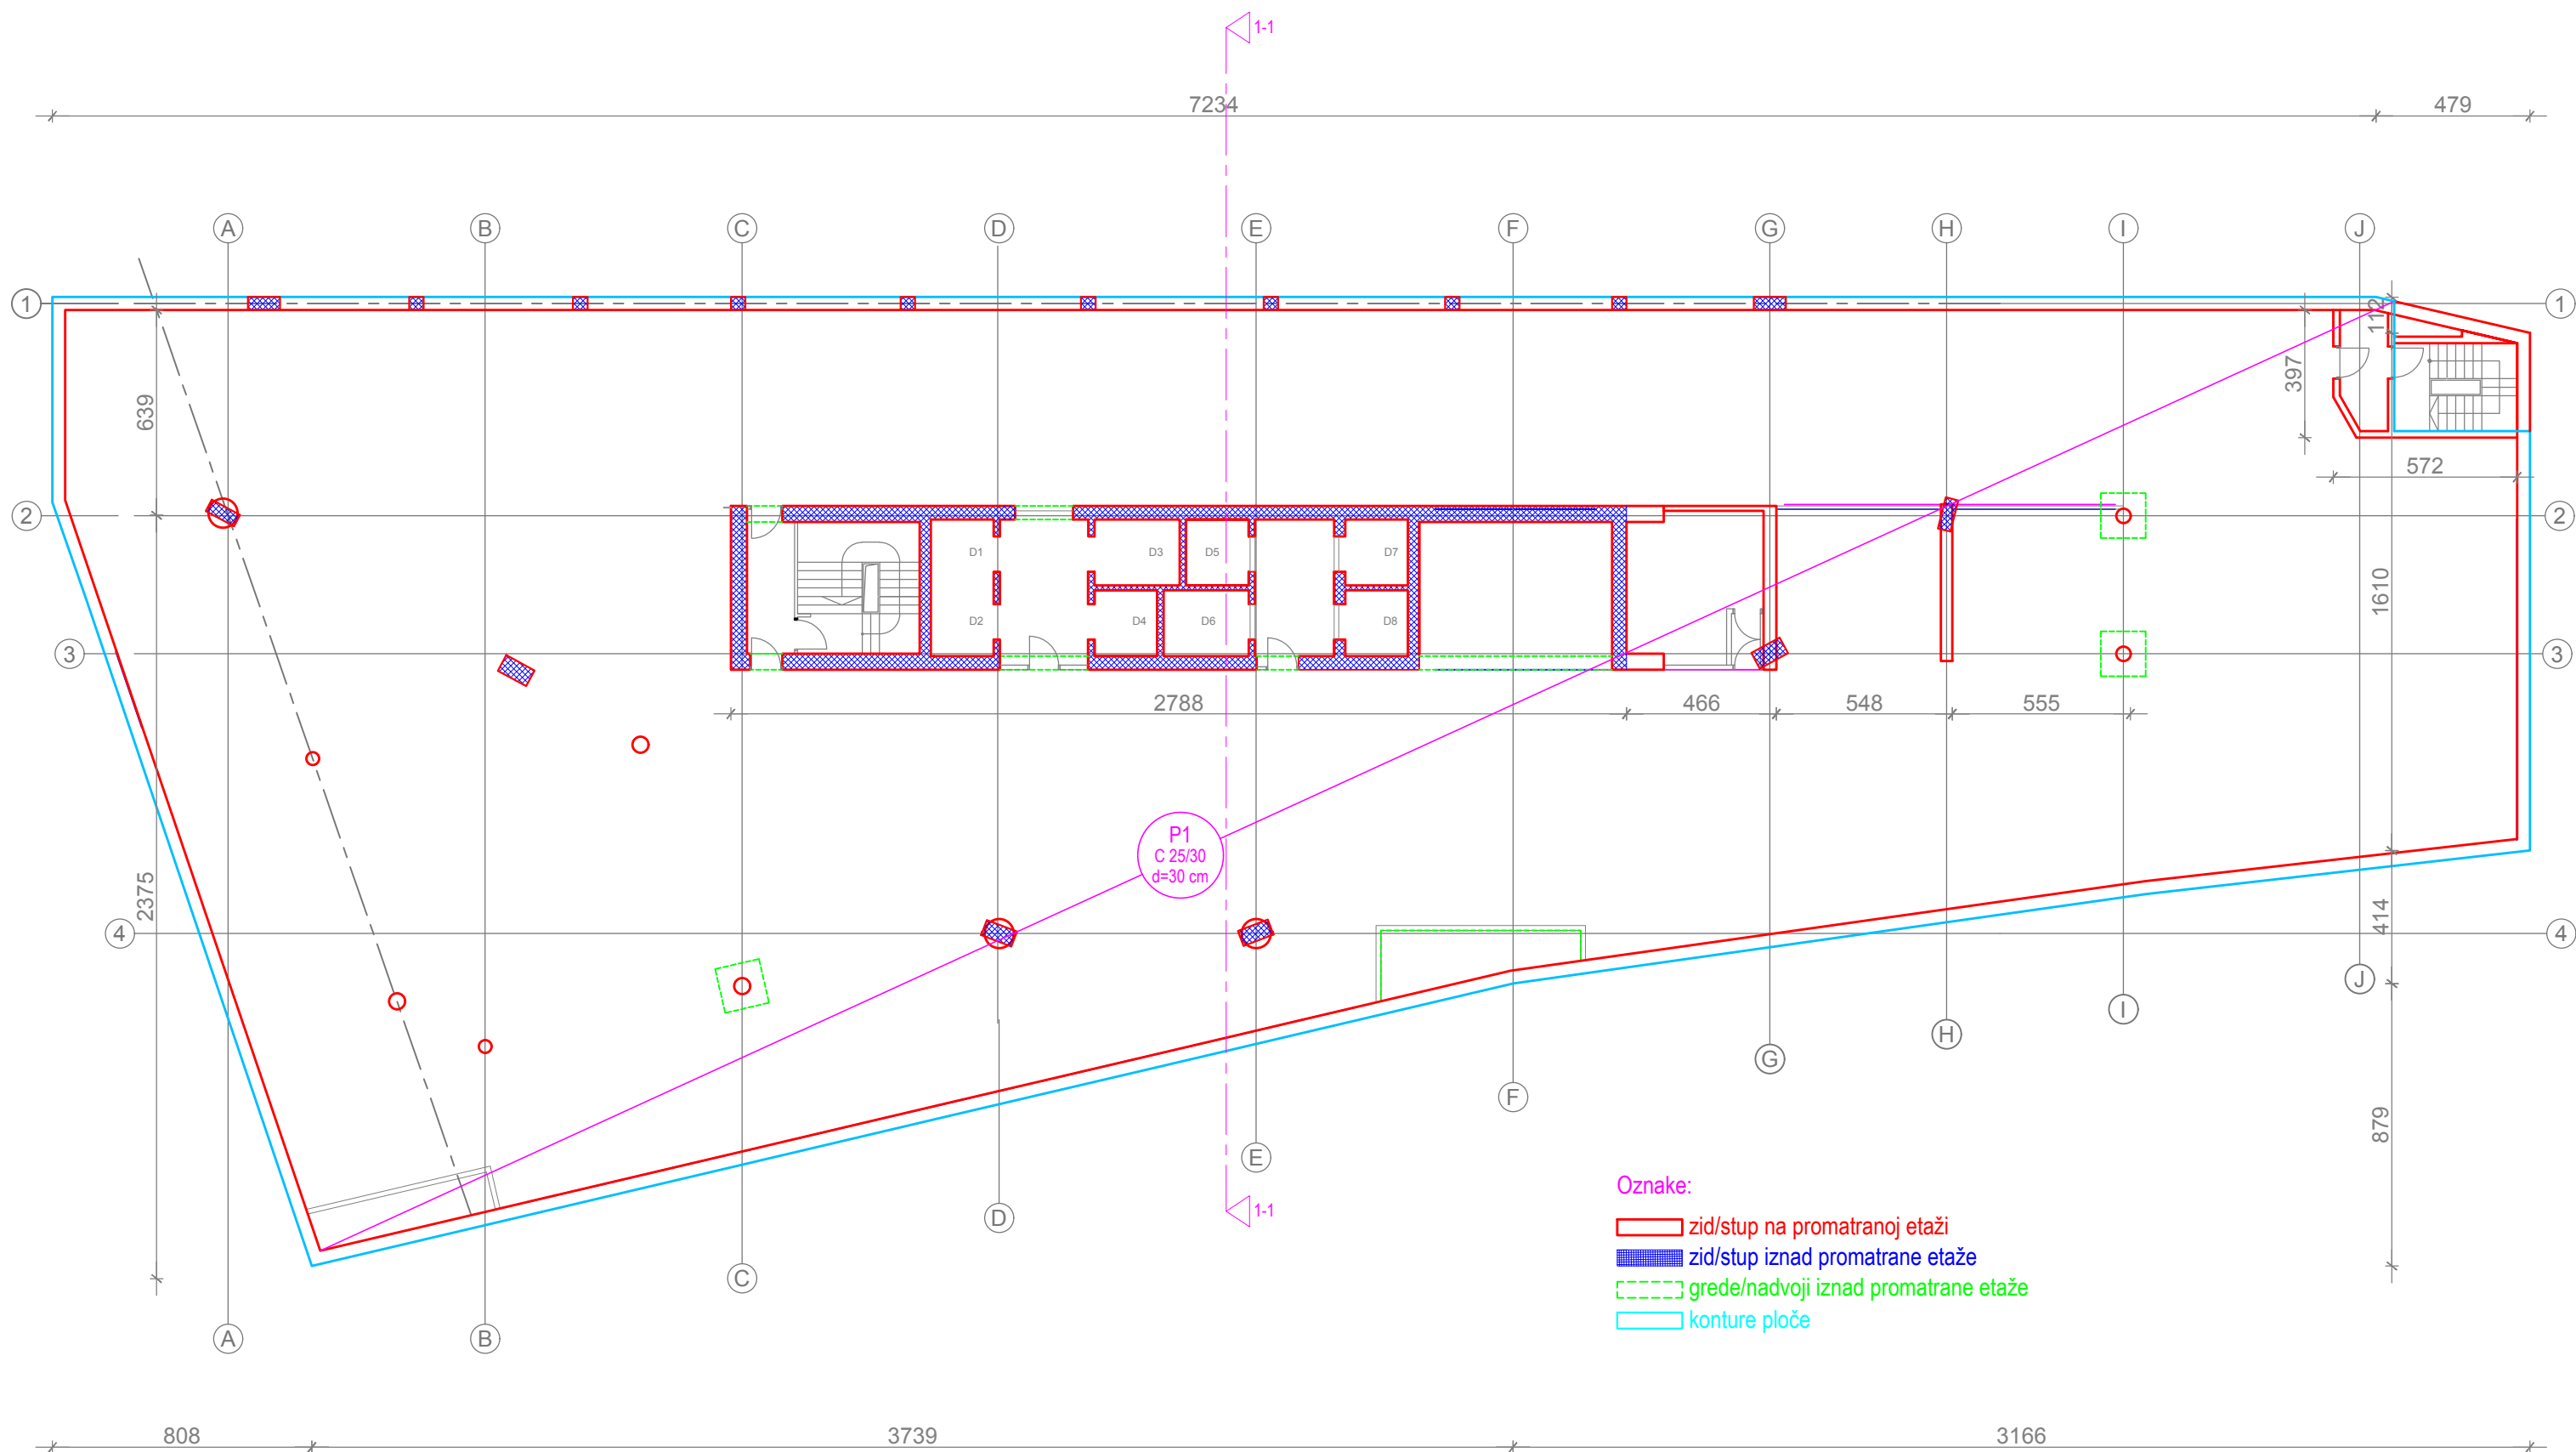 1-1
7234
479
A
B
C
D
E
F
G
H
I
J
1
1
112
639
397
572
2
2
D1
D3
D5
D7
1610
D2
D4
D6
D8
3
3
2788
466
548
555
P1
C 25/30
d=30 cm
2375
414
4
4
J
I
H
G
F
879
E
D
1-1
C
A
B
Oznake:
zid/stup na promatranoj etaži
zid/stup iznad promatrane etaže
grede/nadvoji iznad promatrane etaže
konture ploče
808
3739
3166